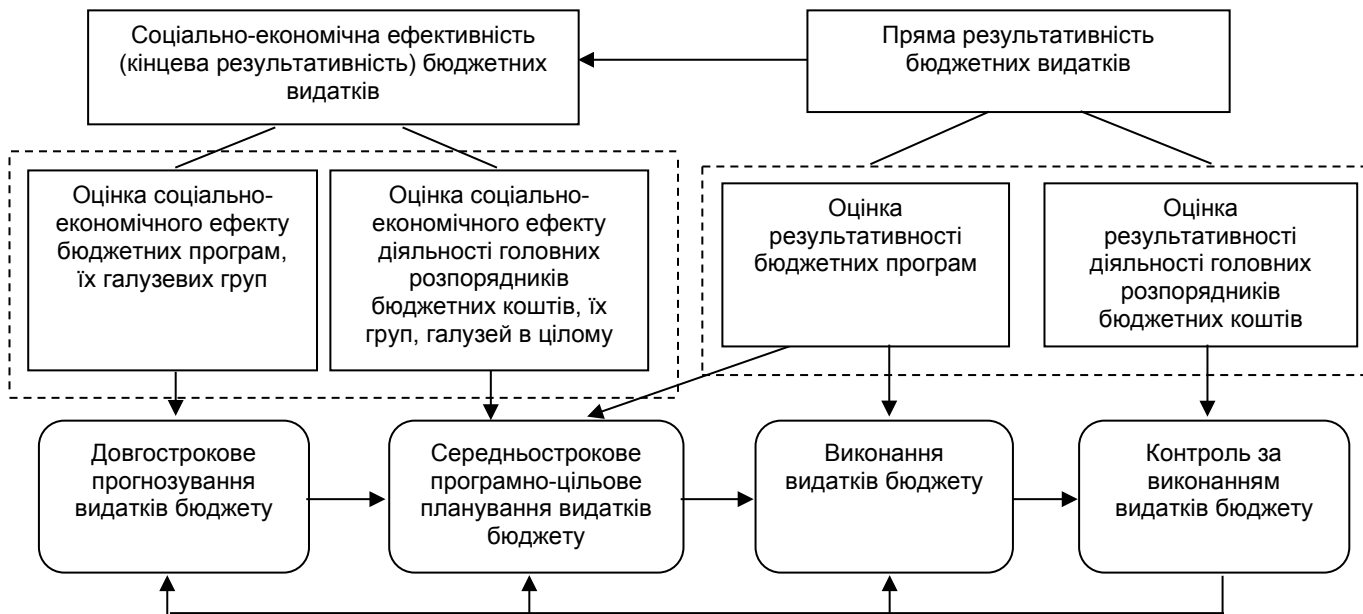 Соціально-економічна ефективність
(кінцева результативність) бюджетних
видатків
Пряма результативність
бюджетних видатків
Оцінка соціально-
економічного ефекту
бюджетних програм,
їх галузевих груп
Оцінка соціально-
економічного ефекту
діяльності головних
розпорядників
бюджетних коштів, їх
груп, галузей в цілому
Оцінка
результативності
бюджетних програм
Оцінка
результативності
діяльності головних
розпорядників
бюджетних коштів
Довгострокове
прогнозування
видатків бюджету
Середньострокове
програмно-цільове
планування видатків
бюджету
Виконання
видатків бюджету
Контроль за
виконанням
видатків бюджету